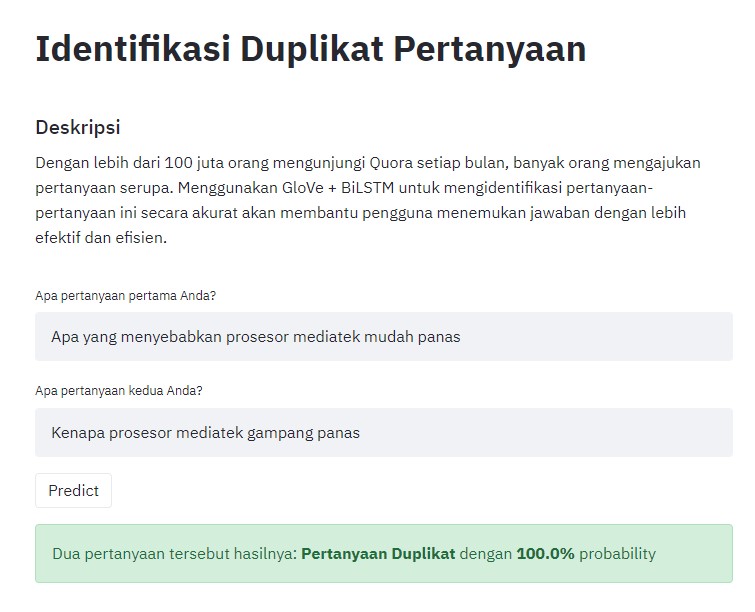 Identifikasi Duplikat Pertanyaan
Deskripsi
Dengan lebih dari 100 juta orang mengunjungi Quora setiap bulan, banyak orang mengajukan
pertanyaan serupa. Menggunakan GloVe + BiLSTM untuk mengidentifikasi pertanyaan-
pertanyaan ini secara akurat akan membantu pengguna menemukan jawaban dengan lebih
efektif dan efisien.
Apa pertanyaan pertama Anda?
Apa yang menyebabkan prosesor mediatek mudah panas
Apa pertanyaan kedua Anda?
Kenapa prosesor mediatek gampang panas
Predict
Dua pertanyaan tersebut hasilnya: Pertanyaan Duplikat dengan 100.0% probability